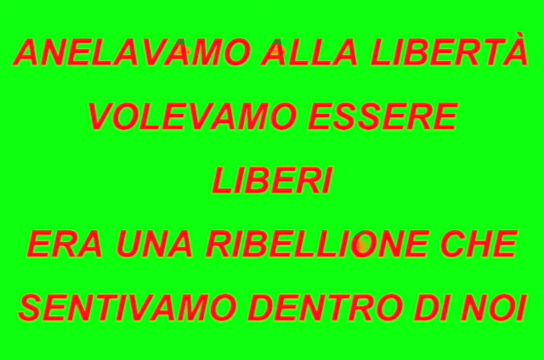 ANELAVAMO ALLA LIBERTÀ
VOLEVAMO ESSERE
LIBERI
ERA UNA RIBELLIONE CHE
SENTIVAMO DENTRO DI NOI